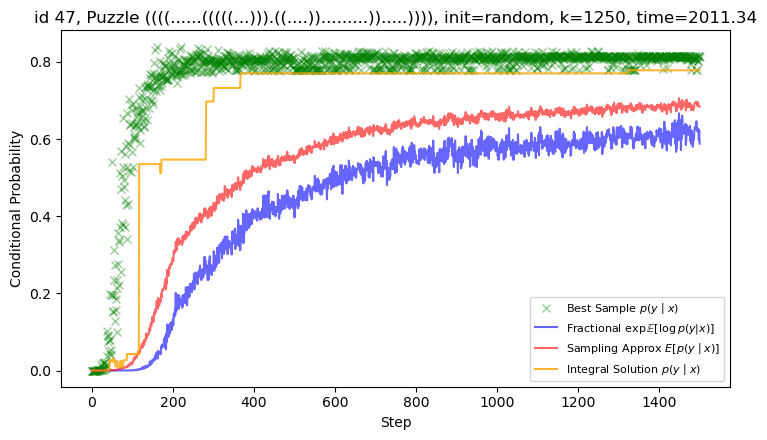 id 47, Puzzle ((((......(((((...))).((....)).........)).....)))), init=random, k=1250, time=2011.34
Conditional Probability
0.8
0.6
0.4
0.2
0.0
Best Sample p(y | x)
Fractional exp 𝔼[log p(y|x)]
Sampling Approx E[p(y | x)]
Integral Solution p(y | x)
0 200 400 600 800 1000 1200 1400
Step